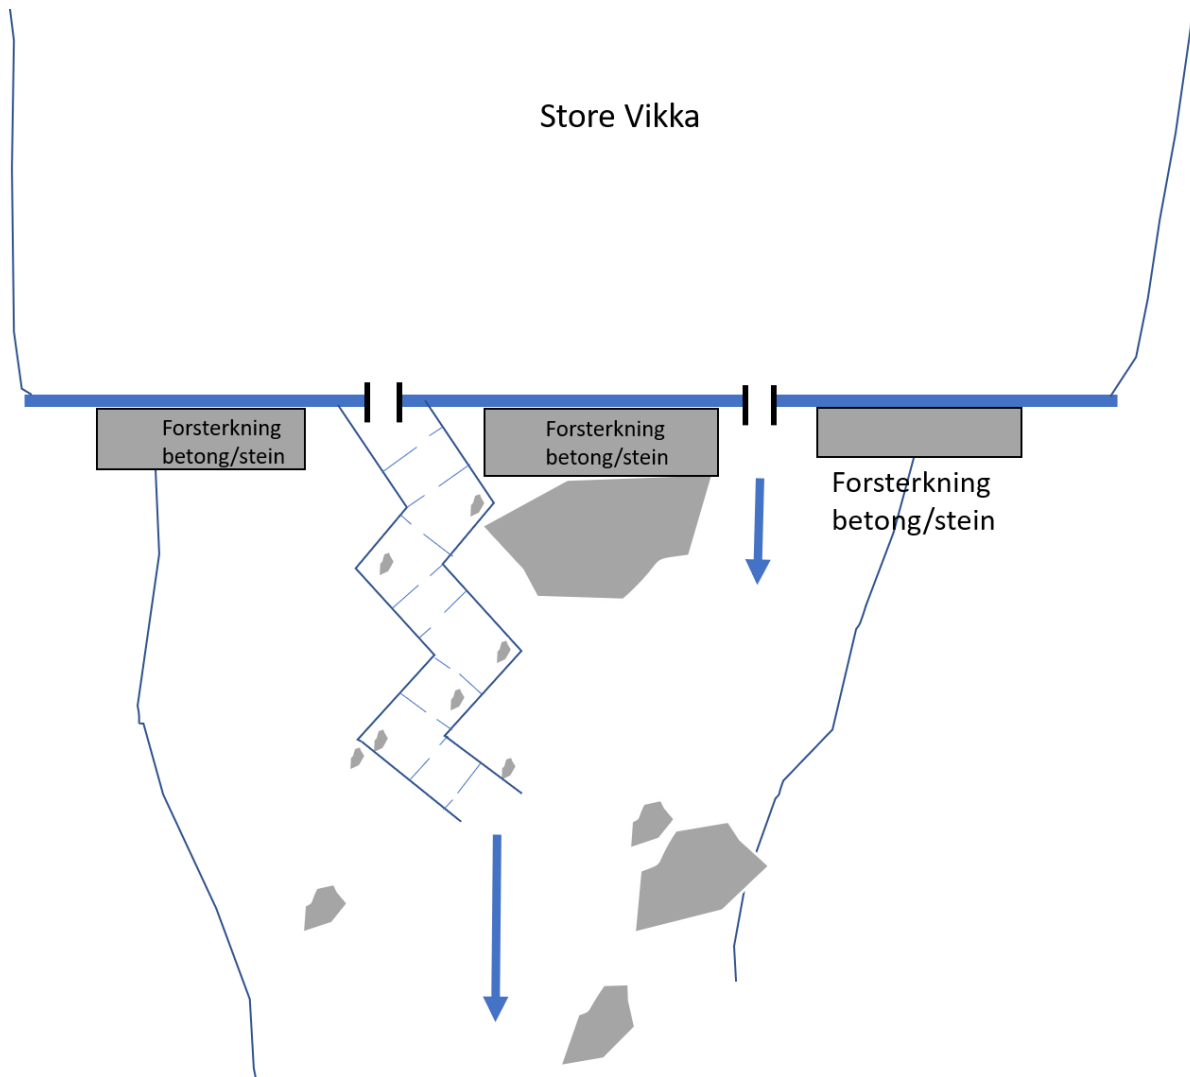 Store Vikka
Forsterkning
betong/stein
Forsterkning
betong/stein
Forsterkning
betong/stein